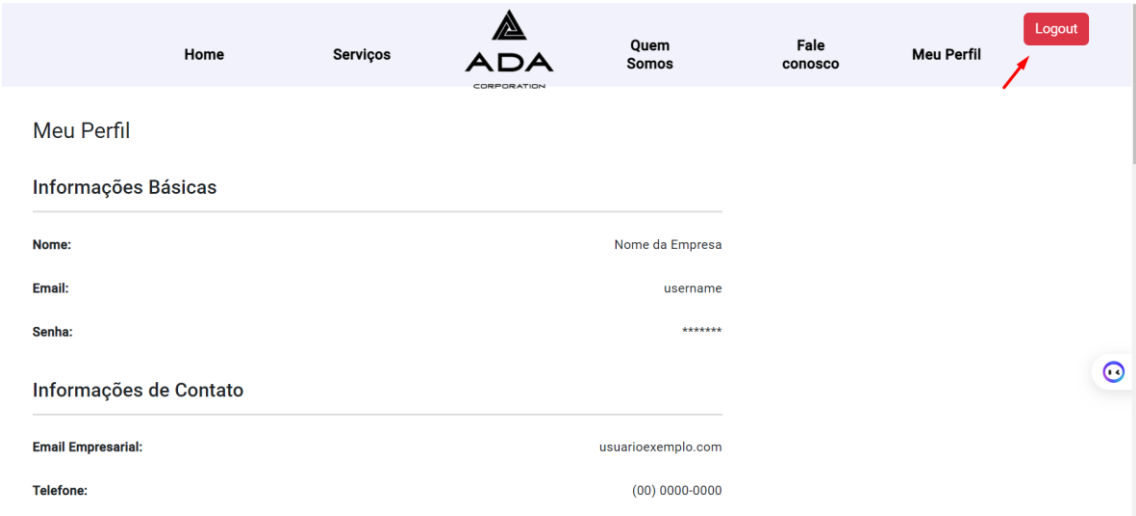 Home
Serviços
ADA
CORPORATION
Quem
Somos
Fale
conosco
Meu Perfil
Logout
Meu Perfil
Informações Básicas
Nome: Nome da Empresa
Email: username
Senha: *******
Informações de Contato
Email Empresarial: usuarioexemplo.com
Telefone: (00) 0000-0000